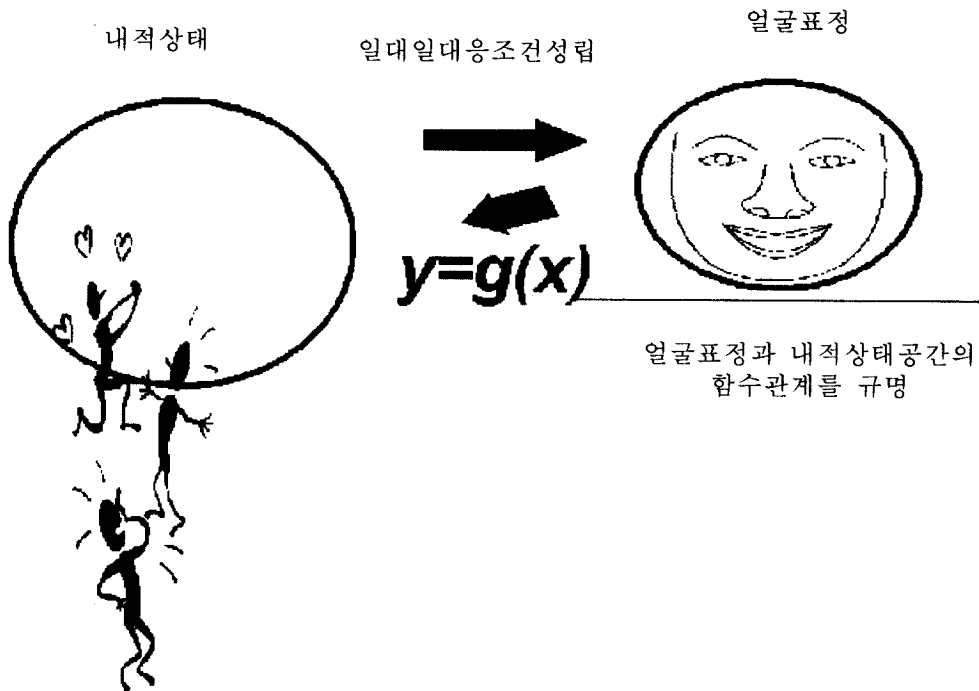 내적상태
일대일대응조건성립
얼굴표정
y=g(x)
얼굴표정과 내적상태공간의
함수관계를 규명